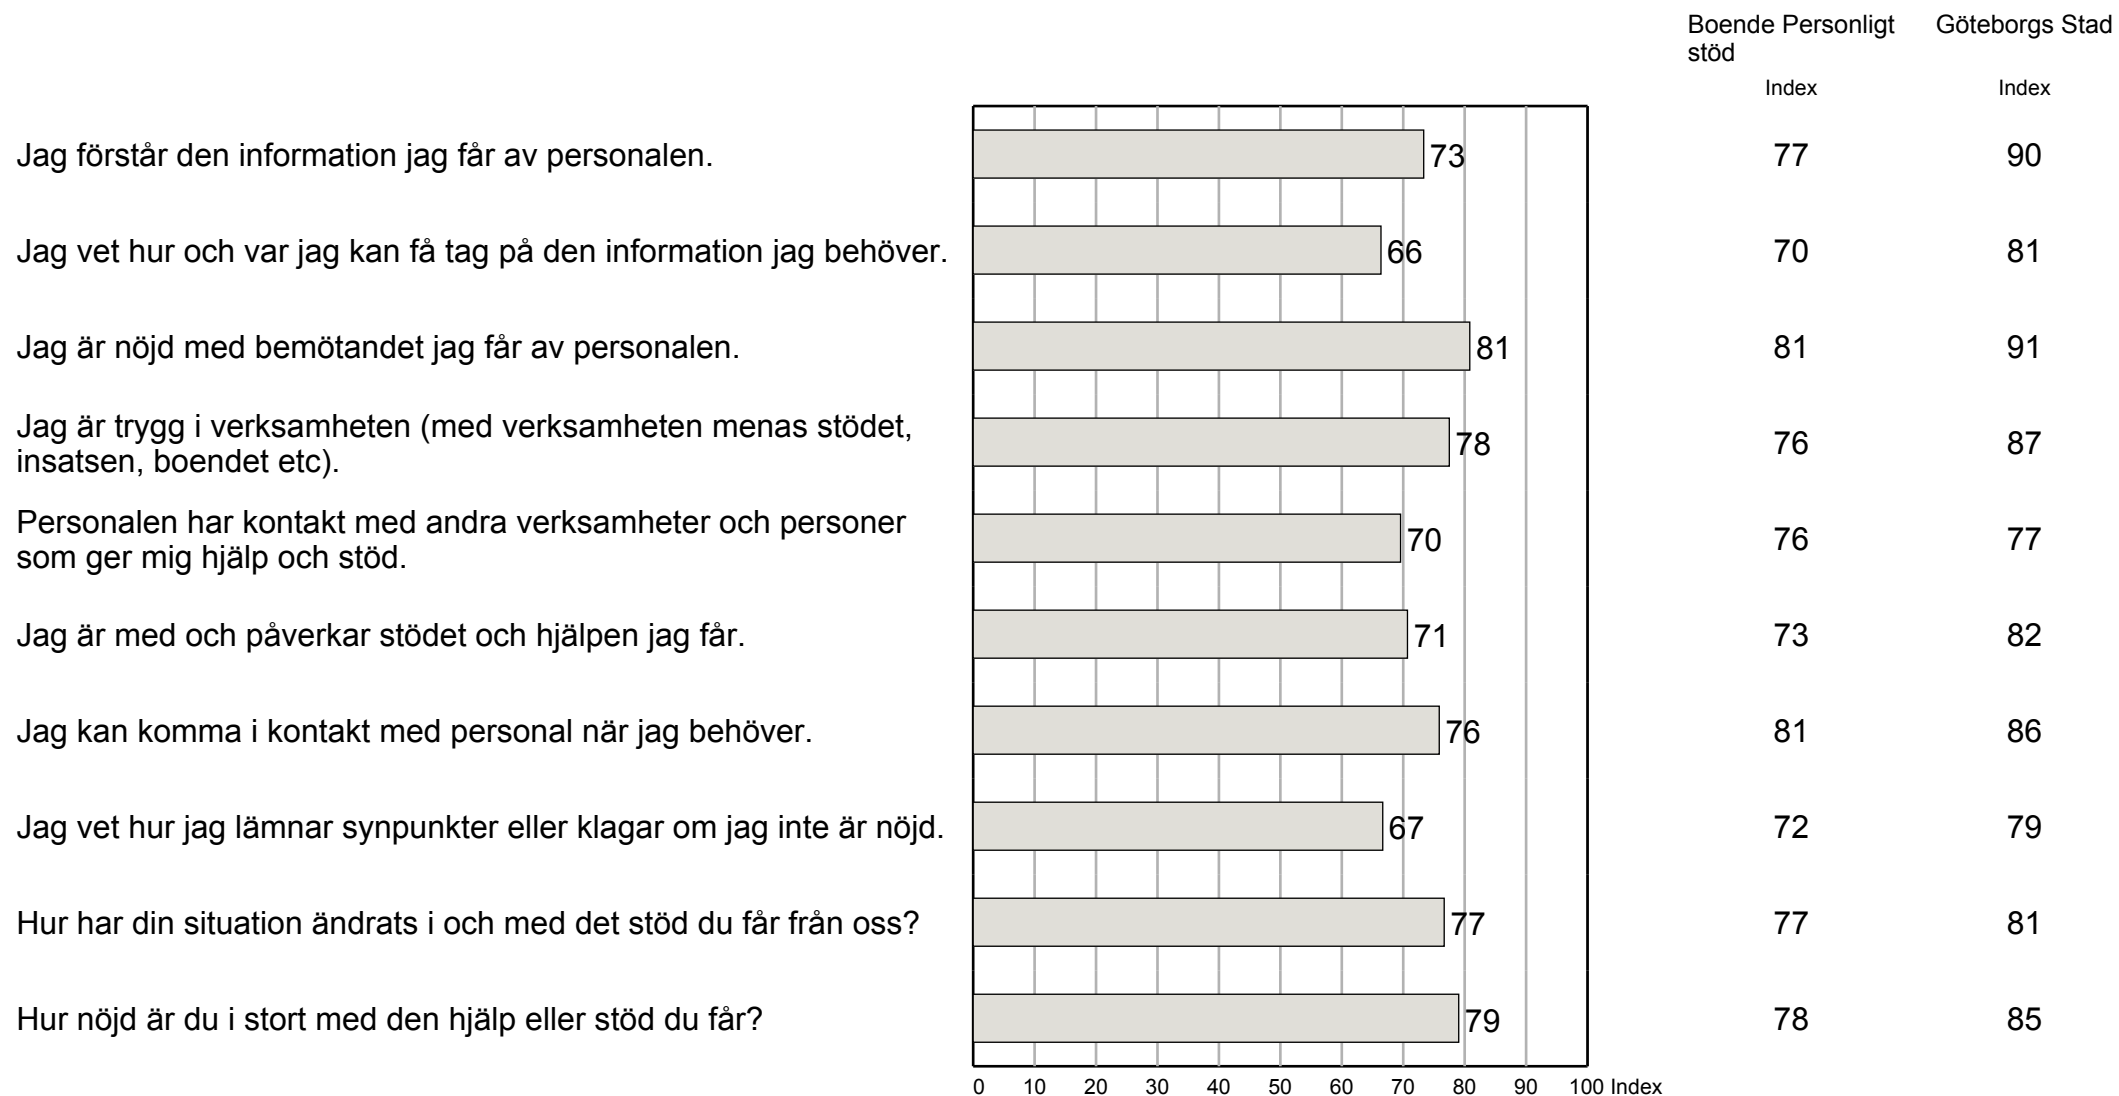 Boende Personligt Göteborgs Stad
stöd
Index Index
Jag förstår den information jag får av personalen. 73 77 90
Jag vet hur och var jag kan få tag på den information jag behöver. 66 70 81
Jag är nöjd med bemötandet jag får av personalen. 81 81 91
Jag är trygg i verksamheten (med verksamheten menas stödet,
insatsen, boendet etc). 78 76 87
Personalen har kontakt med andra verksamheter och personer
som ger mig hjälp och stöd. 70 76 77
Jag är med och påverkar stödet och hjälpen jag får. 71 73 82
Jag kan komma i kontakt med personal när jag behöver. 76 81 86
Jag vet hur jag lämnar synpunkter eller klagar om jag inte är nöjd. 67 72 79
Hur har din situation ändrats i och med det stöd du får från oss? 77 77 81
Hur nöjd är du i stort med den hjälp eller stöd du får? 79 78 85
0 10 20 30 40 50 60 70 80 90 100 Index